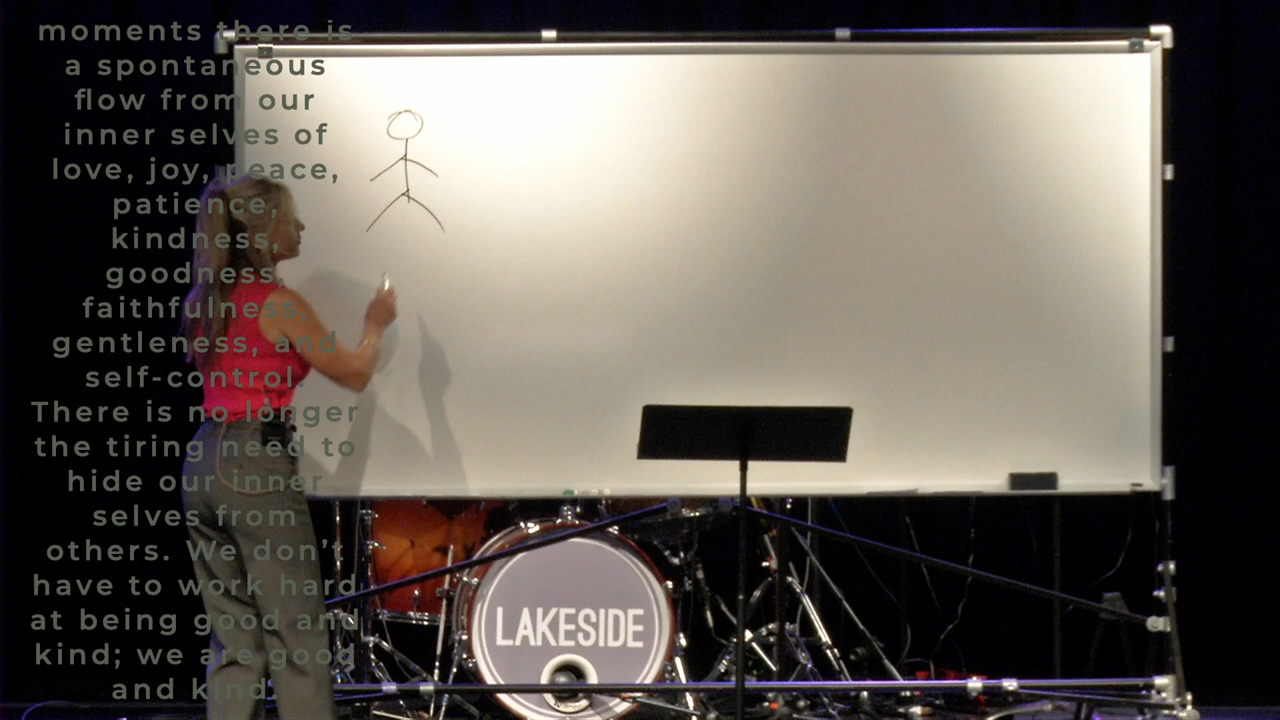 moments there is
a spontaneous
flow from our
inner selves of
love, joy, peace,
patience,
kindness,
goodness,
faithfulness,
gentleness, and
self-control.
There is no longer
the tiring need to
hide our inner
selves from
others. We don't
have to work hard
at being good and
kind; we are good
and kind.
LAKESIDE